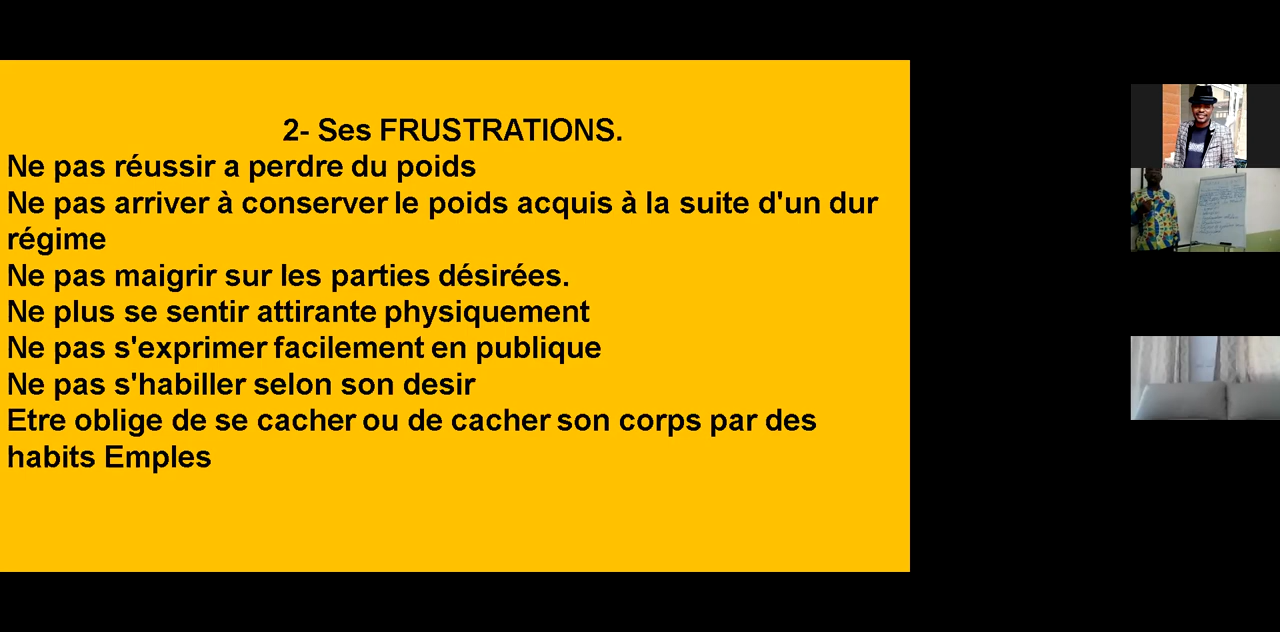 2- Ses FRUSTRATIONS.
Ne pas réussir a perdre du poids
Ne pas arriver à conserver le poids acquis à la suite d'un dur
régime
Ne pas maigrir sur les parties désirées.
Ne plus se sentir attirante physiquement
Ne pas s'exprimer facilement en publique
Ne pas s'habiller selon son desir
Etre oblige de se cacher ou de cacher son corps par des
habits Emples